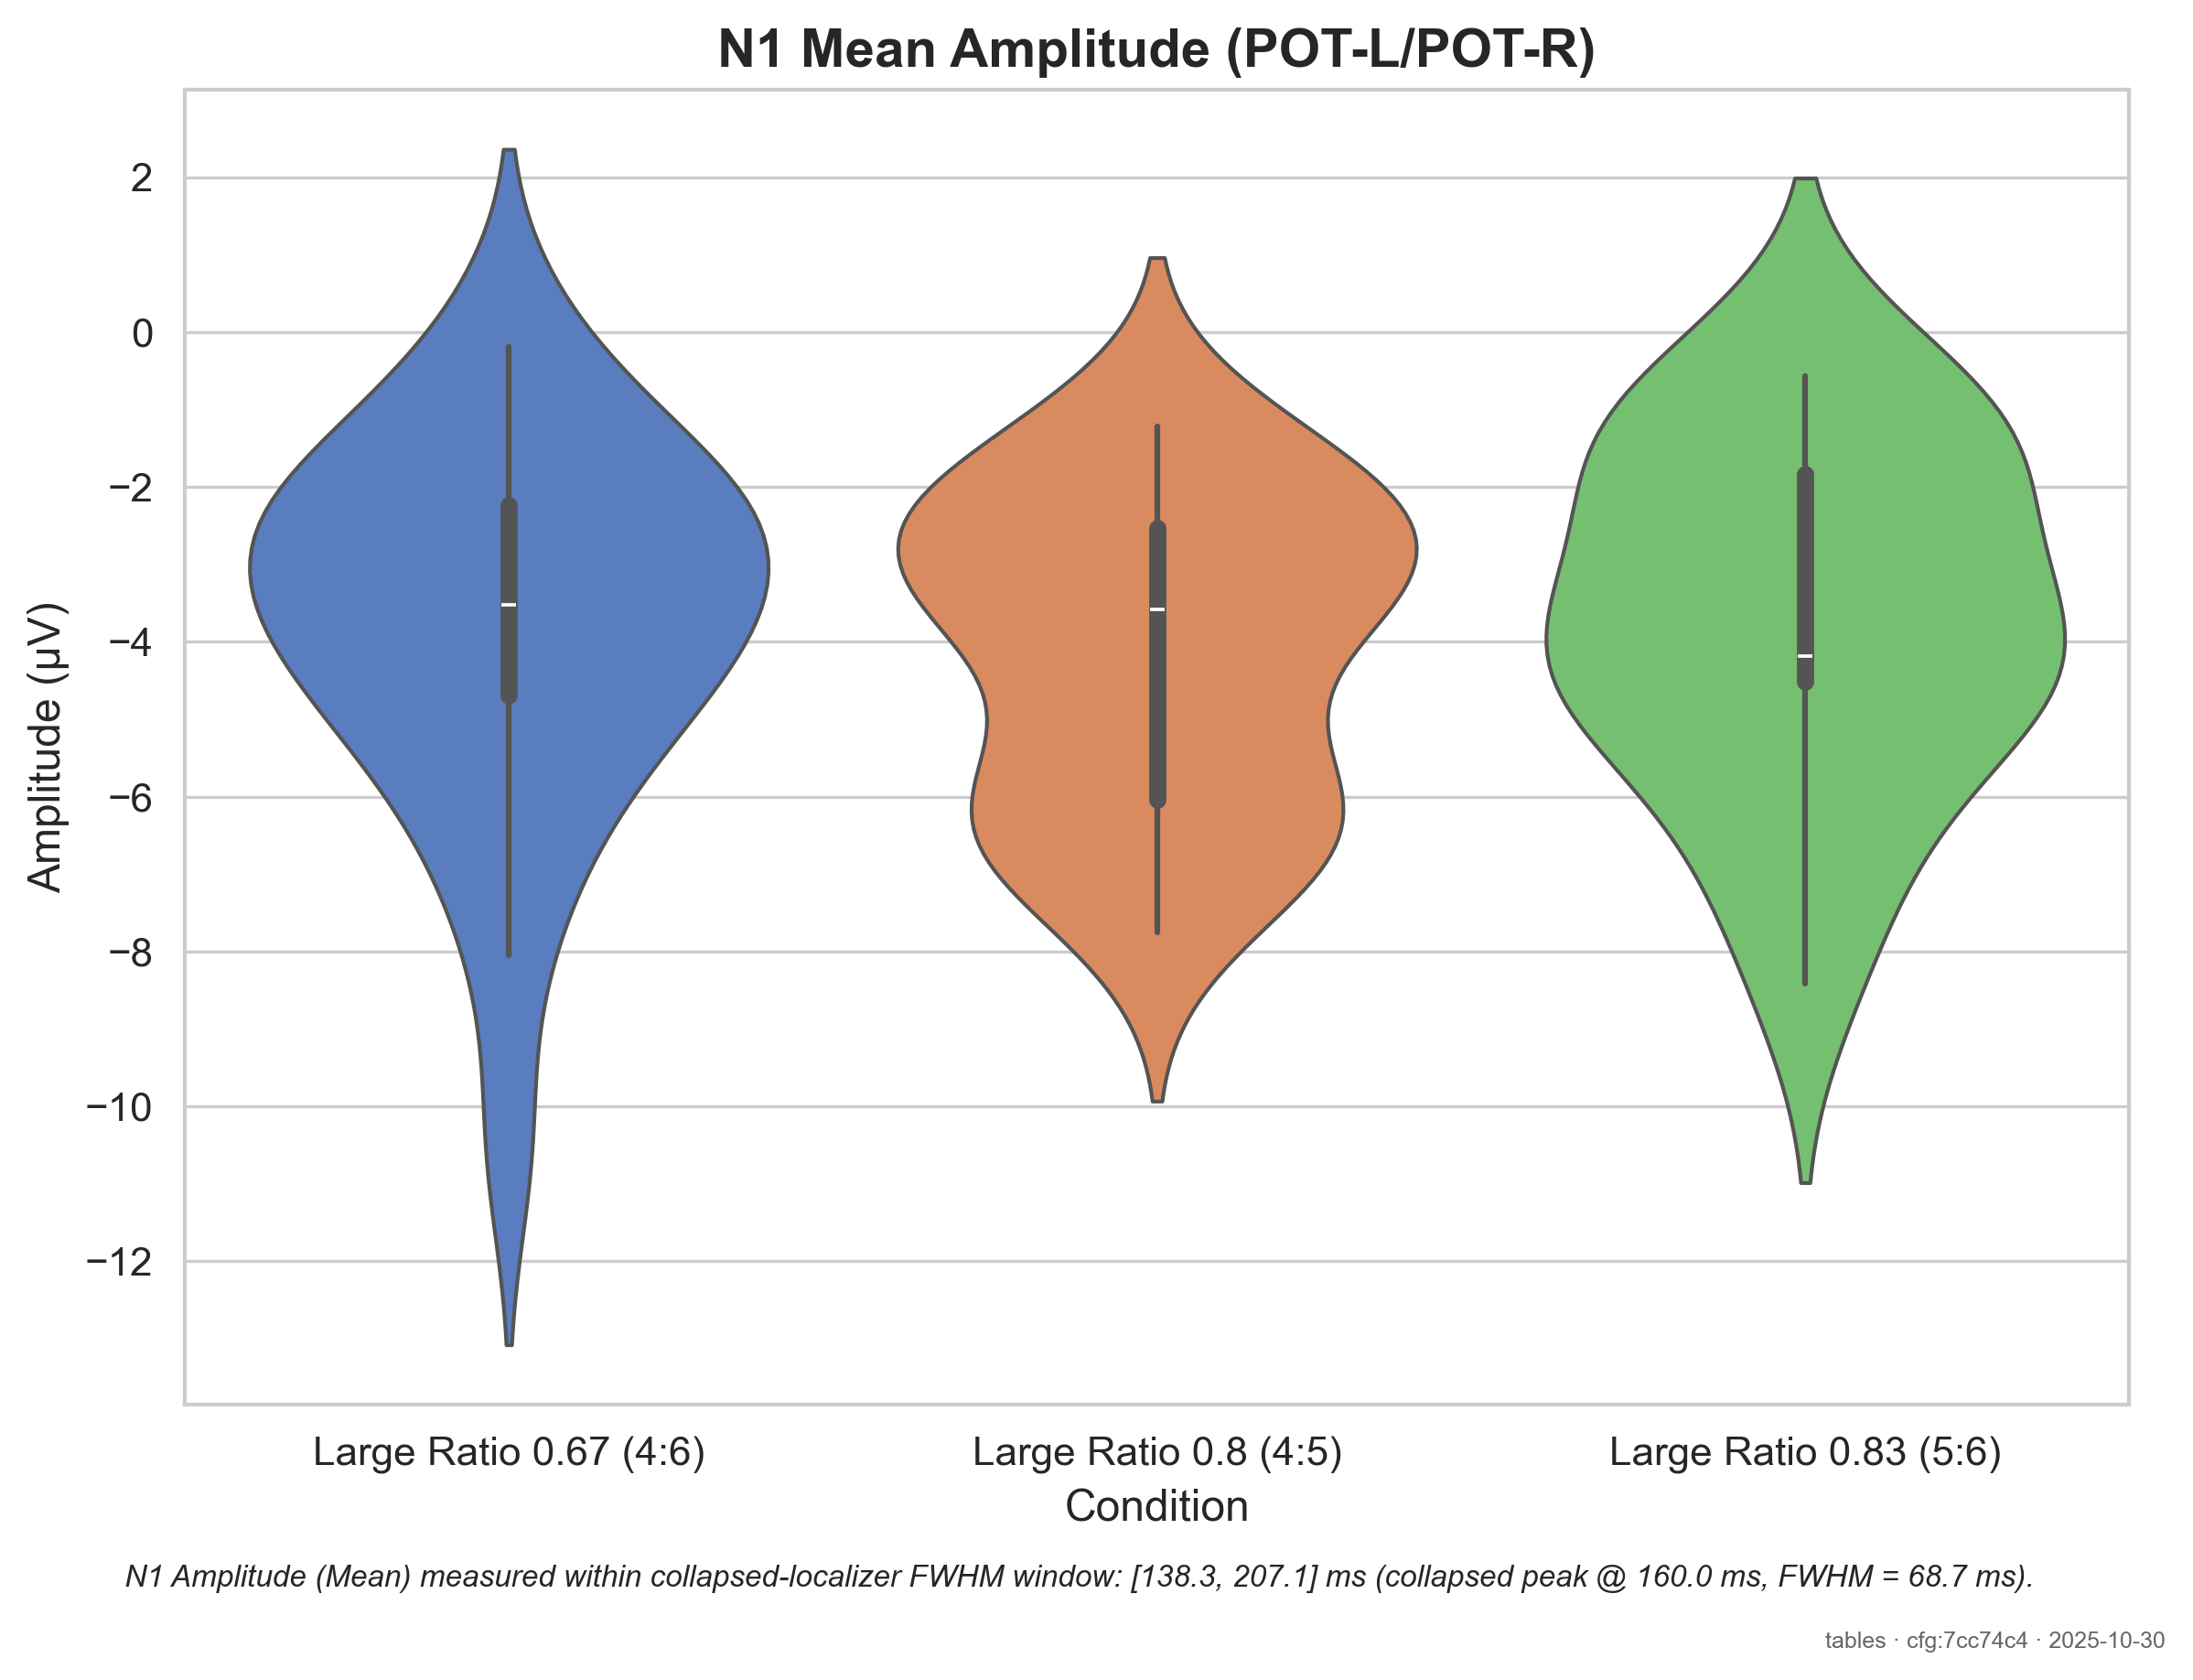 N1 Mean Amplitude (POT-L/POT-R)
Amplitude (µV)
2
0
−2
−4
−6
−8
−10
−12
Large Ratio 0.67 (4:6)
Large Ratio 0.8 (4:5)
Large Ratio 0.83 (5:6)
Condition
N1 Amplitude (Mean) measured within collapsed-localizer FWHM window: [138.3, 207.1] ms (collapsed peak @ 160.0 ms, FWHM = 68.7 ms).
tables · cfg:7cc74c4 · 2025-10-30